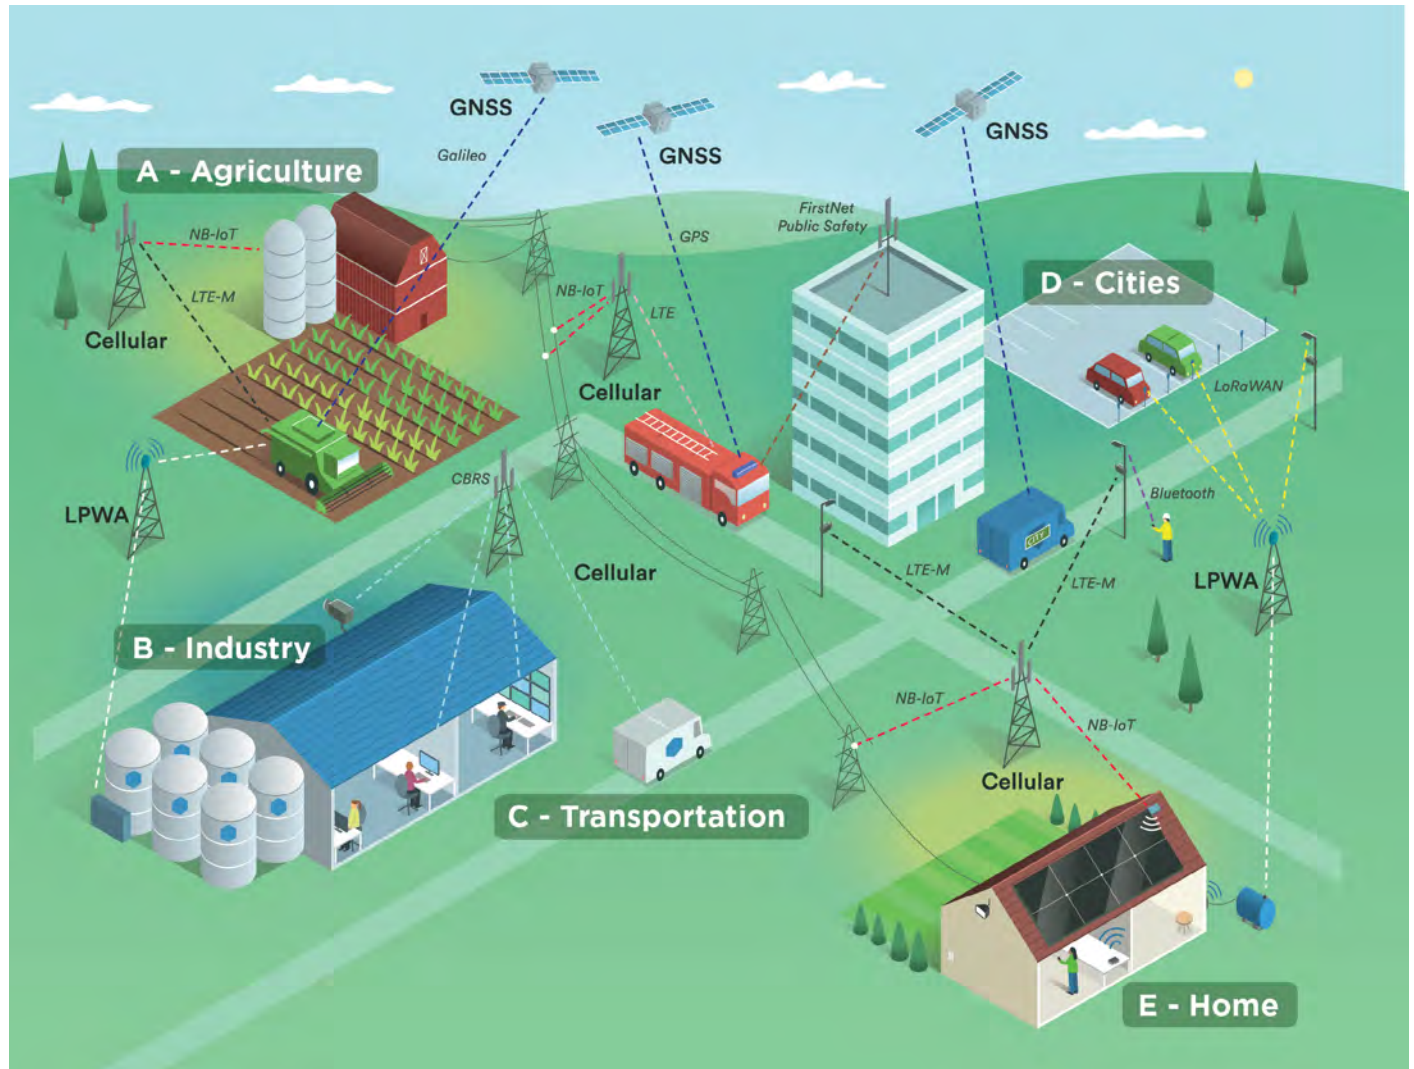 GNSS
GNSS
GNSS
Galileo
A - Agriculture
FirstNet
Public Safety
NB-IoT
GPS
D - Cities
LTE-M
NB-IoT
LTE
Cellular
Cellular
LoRaWAN
CBRS
Bluetooth
LPWA
CITY
Cellular
LTE-M
LTE-M
LPWA
B - Industry
NB-IoT
NB-IoT
Cellular
C - Transportation
E - Home